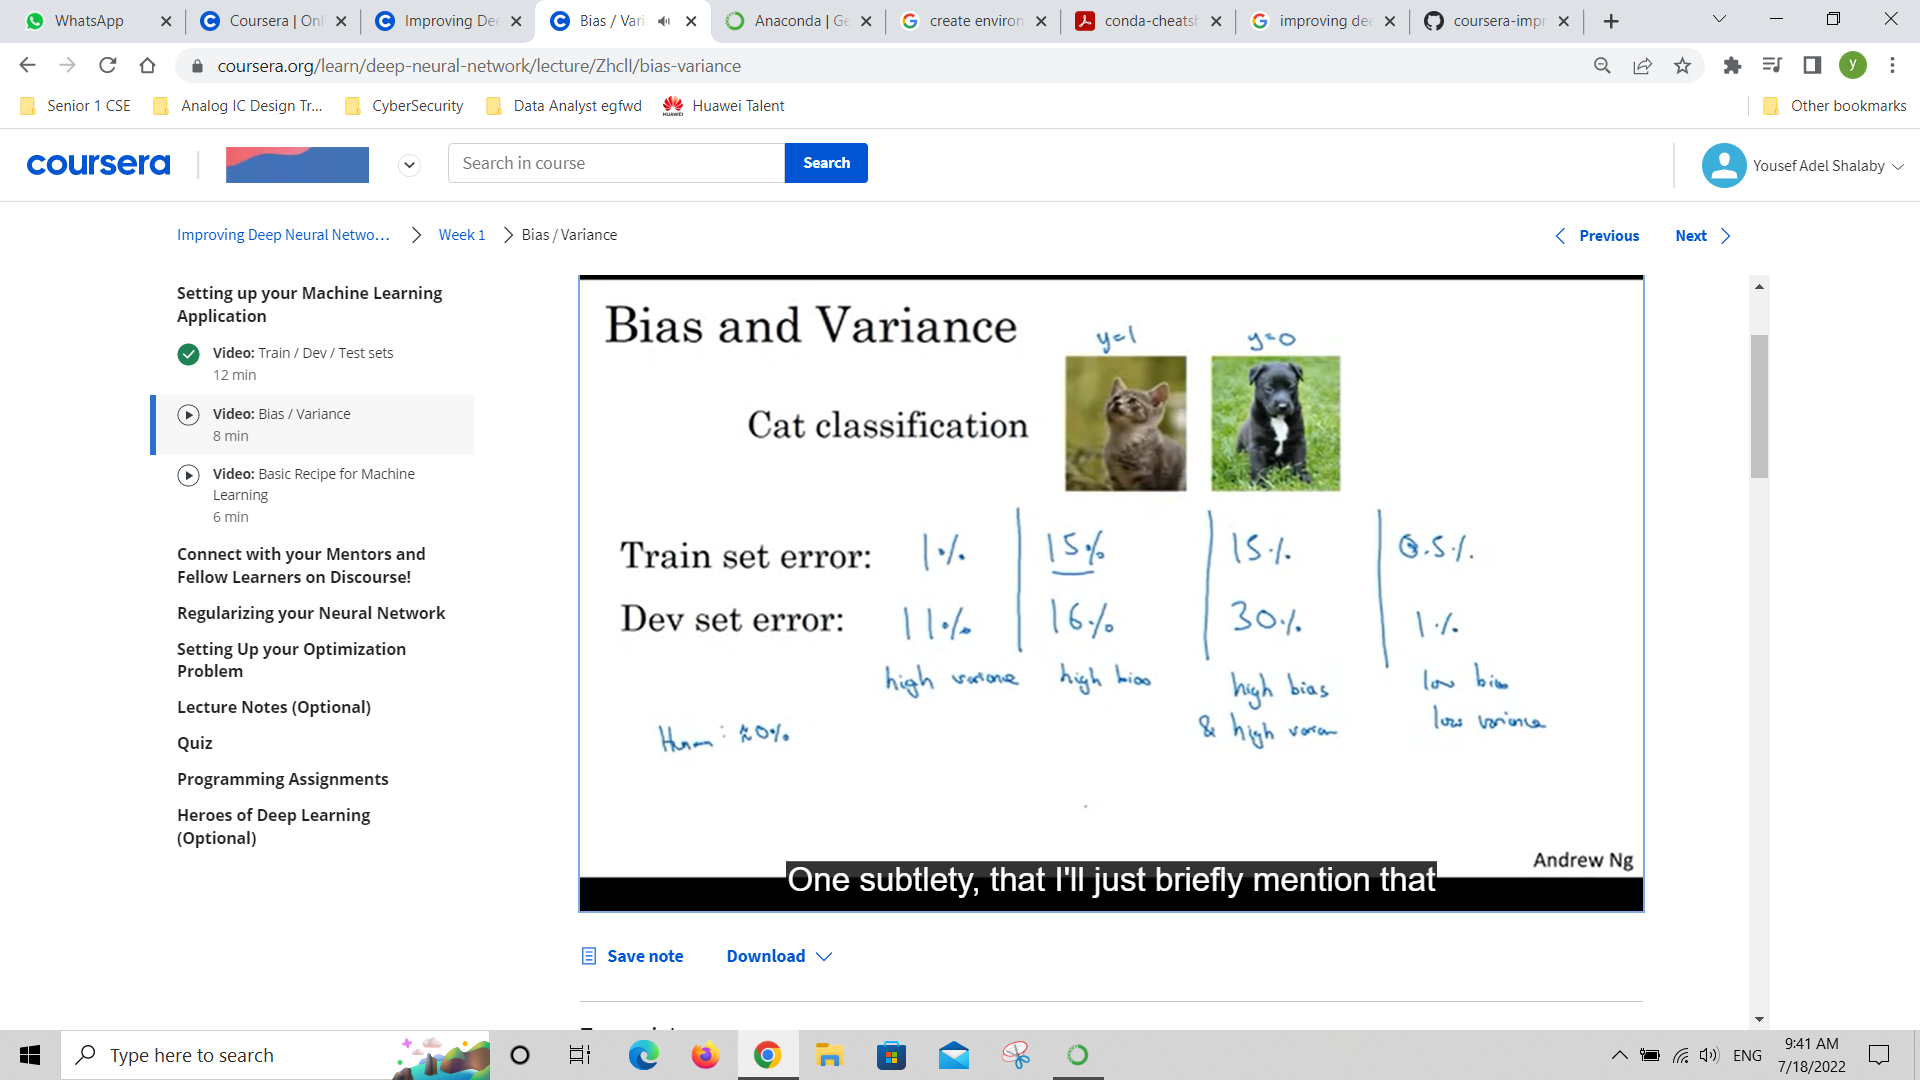 WhatsApp
Coursera | Onl
Improving Dee
Bias / Vari
Anaconda | Ge
create environ
conda-cheatsh
improving dee
coursera-impr
coursera.org/learn/deep-neural-network/lecture/ZhclI/bias-variance
y
Senior 1 CSE
Analog IC Design Tr...
CyberSecurity
Data Analyst egfwd
HUAWEI
Huawei Talent
Other bookmarks
coursera
Search in course
Search
Yousef Adel Shalaby
Improving Deep Neural Netwo...
Week 1
Bias / Variance
Previous
Next
Setting up your Machine Learning
Application
Video: Train / Dev / Test sets
12 min
Video: Bias / Variance
8 min
Video: Basic Recipe for Machine
Learning
6 min
Connect with your Mentors and
Fellow Learners on Discourse!
Regularizing your Neural Network
Setting Up your Optimization
Problem
Lecture Notes (Optional)
Quiz
Programming Assignments
Heroes of Deep Learning
(Optional)
Bias and Variance
y=1 y=0
Cat classification
Train set error: 1% 15% 15% 0.5%
Dev set error: 11% 16% 30% 1%
high variance high bias high bias low bias
& high varian low variance
Human: ≈0%
Andrew Ng
One subtlety, that I'll just briefly mention that
Save note
Download
Type here to search
ENG
9:41 AM
7/18/2022